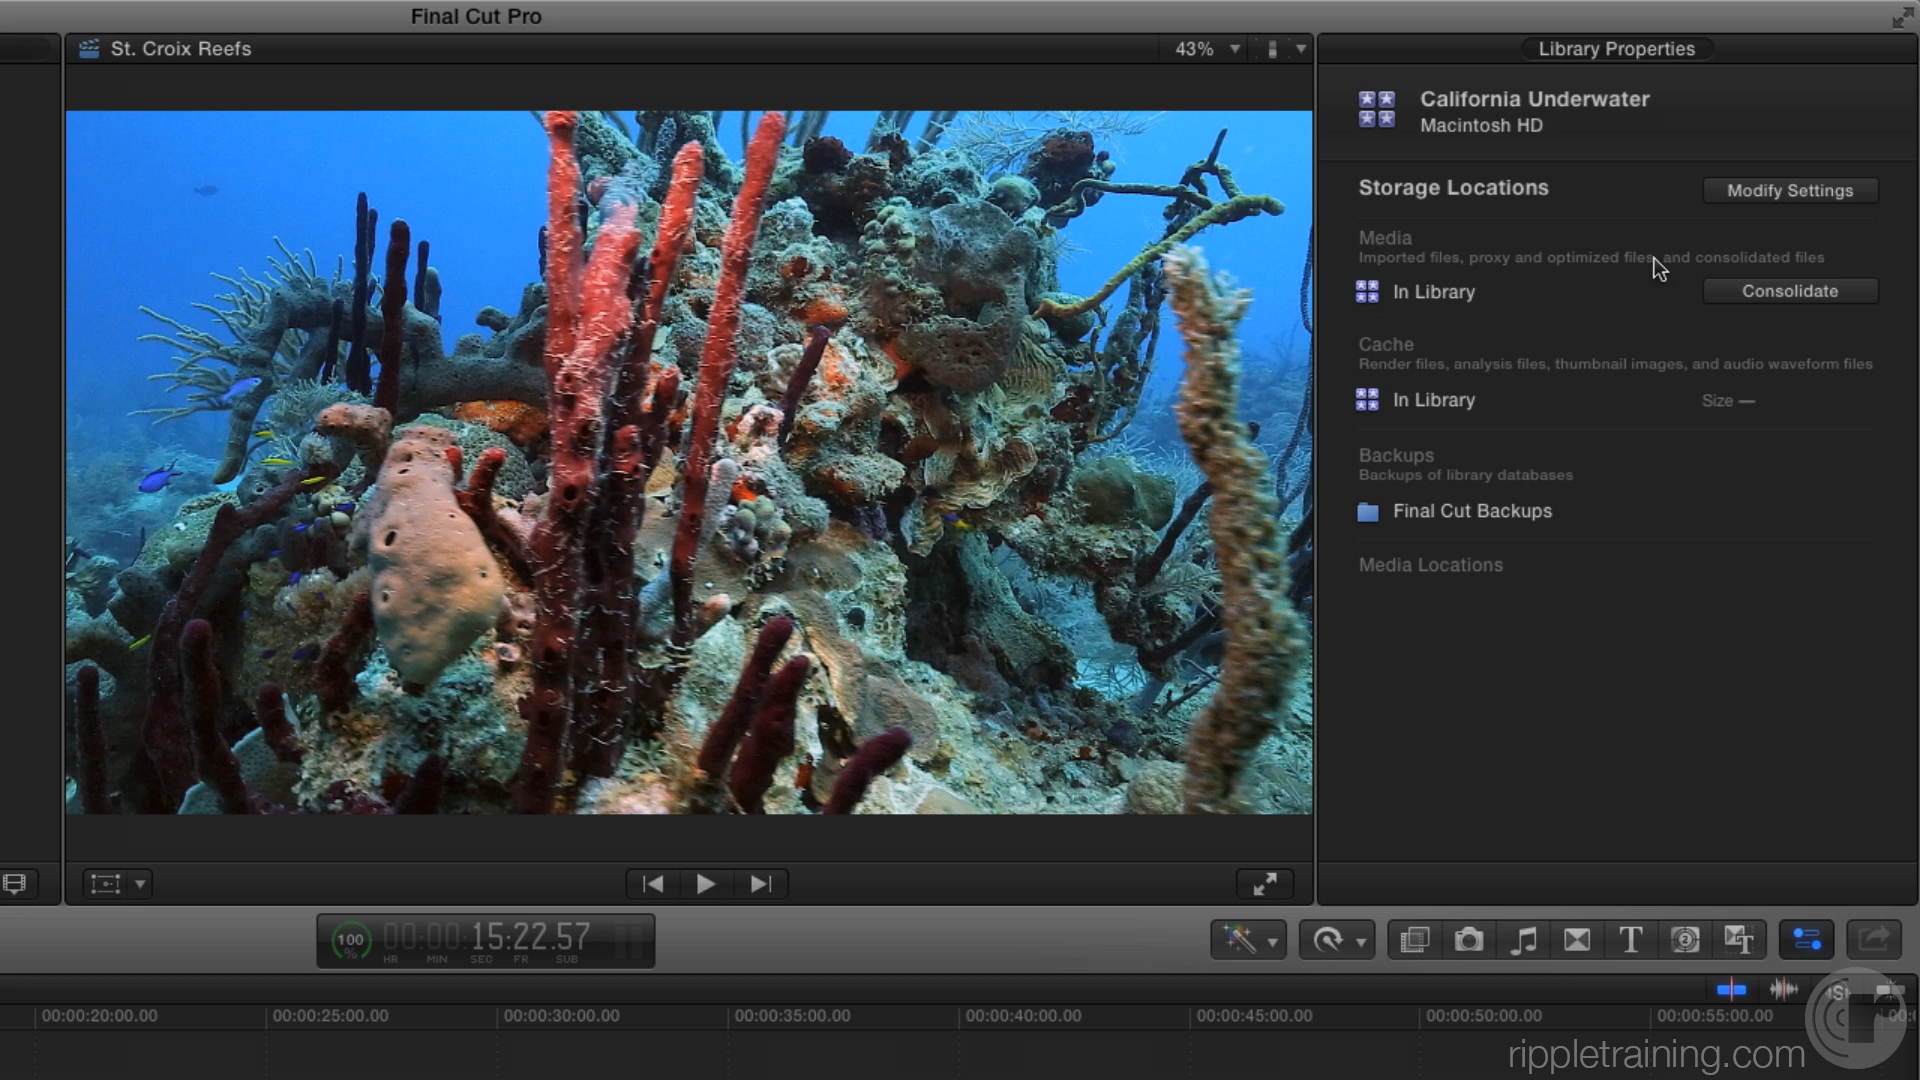 Final Cut Pro
St. Croix Reefs
43%
Library Properties
California Underwater
Macintosh HD
Storage Locations
Modify Settings
Media
Imported files, proxy and optimized files, and consolidated files
In Library
Consolidate
Cache
Render files, analysis files, thumbnail images, and audio waveform files
In Library
Size —
Backups
Backups of library databases
Final Cut Backups
Media Locations
100
%
00:00:15:22.57
HR MIN SEC FR SUB
T
2
T
S
00:00:20:00.00
00:00:25:00.00
00:00:30:00.00
00:00:35:00.00
00:00:40:00.00
00:00:45:00.00
00:00:50:00.00
00:00:55:00.00
rippletraining.com